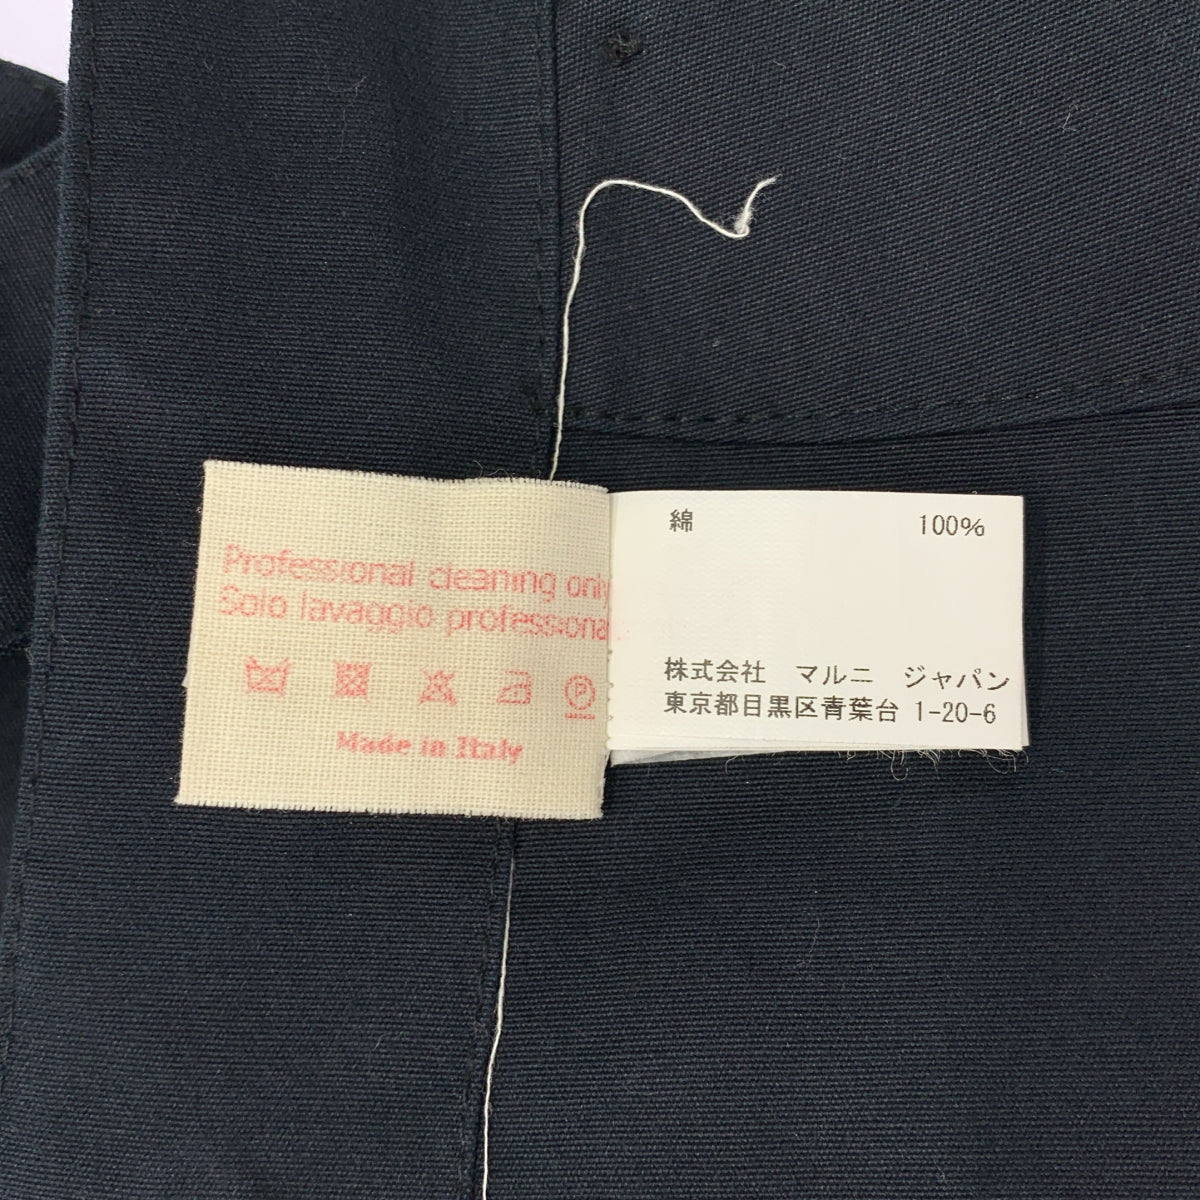 Professional cleaning only
Solo lavaggio professiona
P
Made in Italy
綿 100%
株式会社 マルニ ジャパン
東京都目黒区青葉台 1-20-6